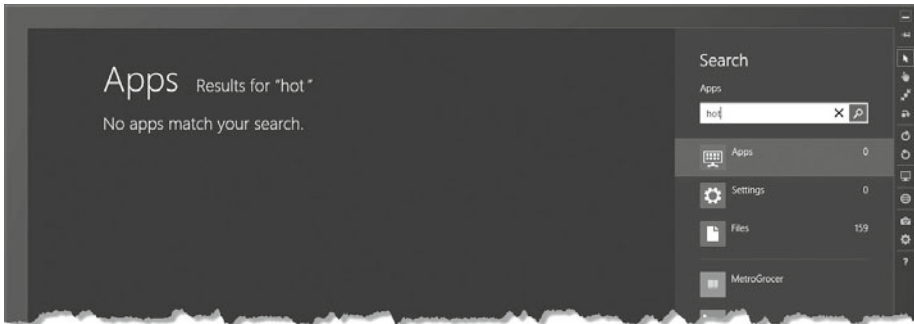 Apps Results for "hot"
No apps match your search.
Search
Apps
hot
Apps 0
Settings 0
Files 159
MetroGrocer
?